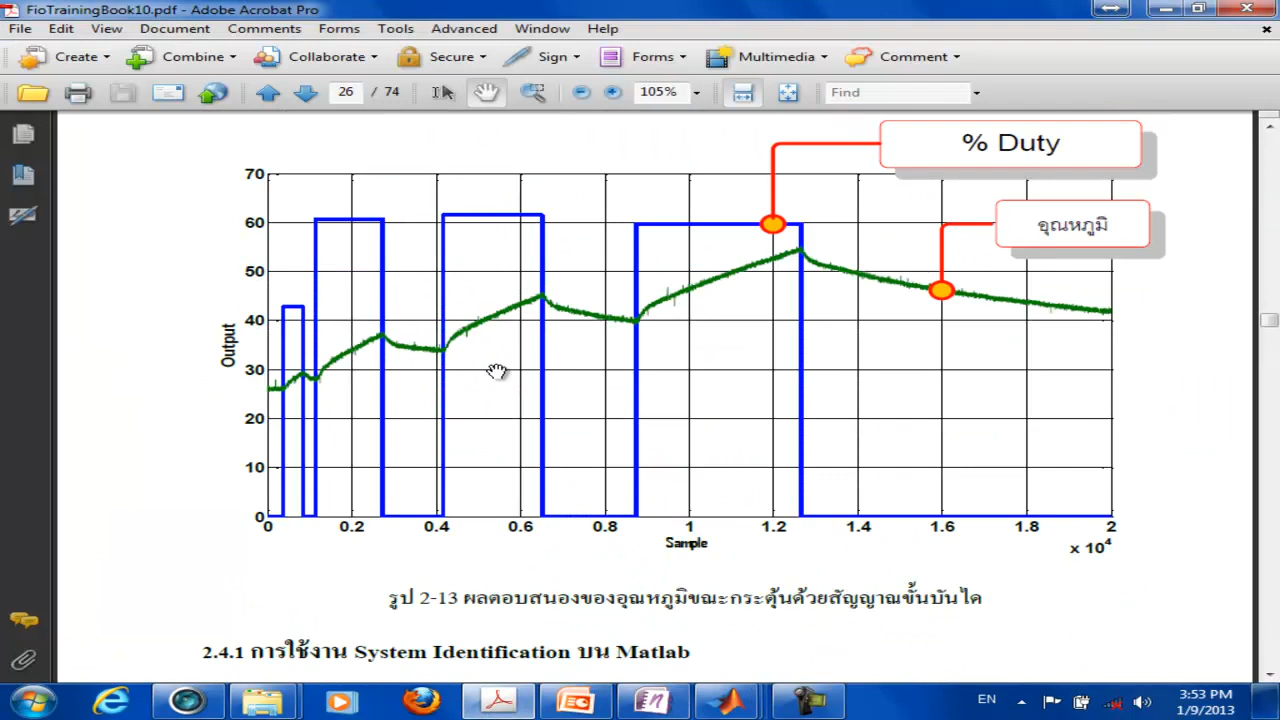 FioTrainingBook10.pdf - Adobe Acrobat Pro
File Edit View Document Comments Forms Tools Advanced Window Help
Create Combine Collaborate Secure Sign Forms Multimedia Comment
26 / 74 105% Find
% Duty
อุณหภูมิ
70
60
50
40
30
20
10
0
Output
0 0.2 0.4 0.6 0.8 1 1.2 1.4 1.6 1.8 2
Sample
x 10⁴
รูป 2-13 ผลตอบสนองของอุณหภูมิขณะกระตุ้นด้วยสัญญาณขั้นบันได
2.4.1 การใช้งาน System Identification บน Matlab
EN
3:53 PM
1/9/2013